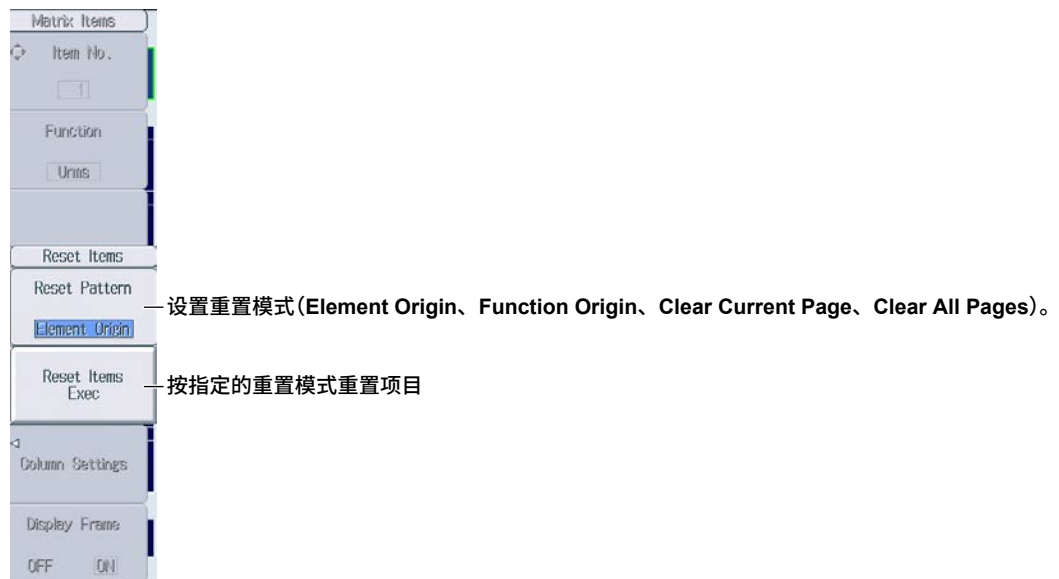 Matrix Items
Item No.
1
Function
Urms
Reset Items
Reset Pattern
Element Origin
设置重置模式(Element Origin、Function Origin、Clear Current Page、Clear All Pages)。
Reset Items
Exec
按指定的重置模式重置项目
Column Settings
Display Frame
OFF ON